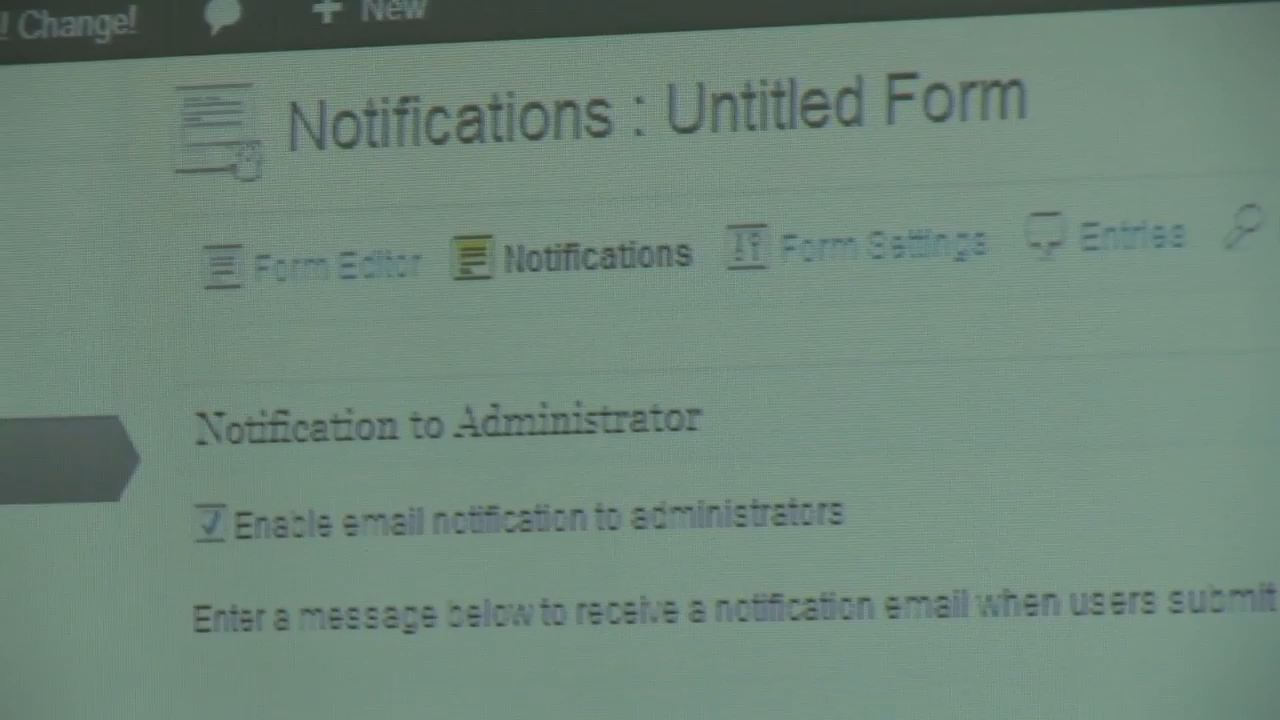 ! Change!
+ New
Notifications : Untitled Form
Form Editor Notifications Form Settings Entries
Notification to Administrator
Enable email notification to administrators
Enter a message below to receive a notification email when users submit